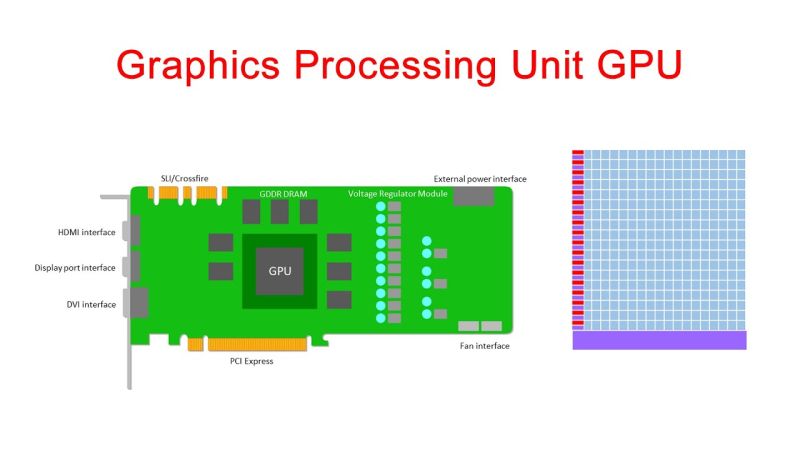 Graphics Processing Unit GPU
SLI/Crossfire
External power interface
GDDR DRAM
Voltage Regulator Module
HDMI interface
Display port interface
GPU
DVI interface
Fan interface
PCI Express